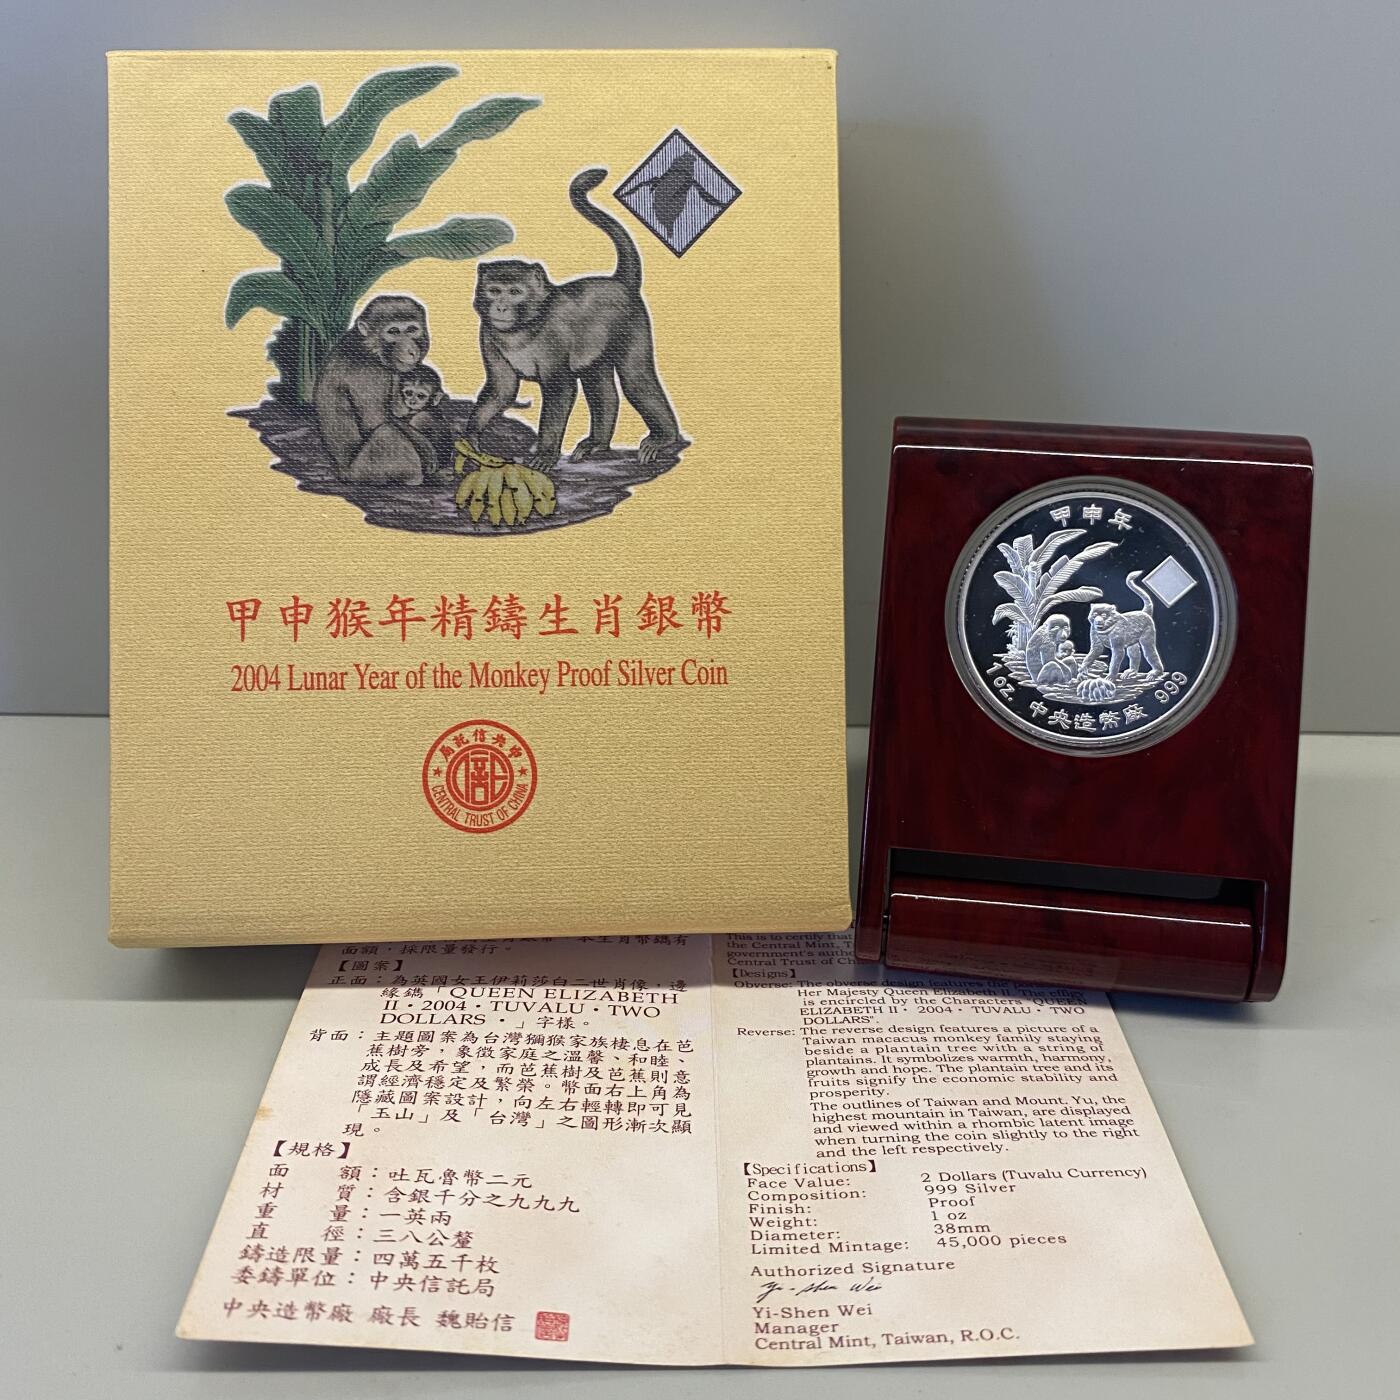 甲申猴年精鑄生肖銀幣
2004 Lunar Year of the Monkey Proof Silver Coin
中央信託局
CENTRAL TRUST OF CHINA
甲申年
1 OZ. 中央造幣廠 999
面額，採限量發行。
【圖案】
正面：為英國女王伊莉莎白二世肖像，邊
緣鐫「QUEEN ELIZABETH
II・2004・TUVALU・TWO
DOLLARS・」字樣。
背面：主題圖案為台灣獼猴家族棲息在芭
蕉樹旁，象徵家庭之溫馨、和睦、
成長及希望，而芭蕉樹及芭蕉則意
謂經濟穩定及繁榮。幣面右上角為
隱藏圖案設計，向左右輕轉即可見
「玉山」及「台灣」之圖形漸次顯
現。
【規格】
面額：吐瓦魯幣二元
材質：含銀千分之九九九
重量：一英兩
直徑：三八公釐
鑄造限量：四萬五千枚
委鑄單位：中央信託局
中央造幣廠 廠長 魏貽信
This is to certify that
the Central Mint, T
government's autho
Central Trust of Chi
【Designs】
Obverse: The obverse design features the
Her Majesty Queen Elizabeth II. The effigy
is encircled by the Characters "QUEEN
ELIZABETH II・2004・TUVALU・TWO
DOLLARS".
Reverse: The reverse design features a picture of a
Taiwan macacus monkey family staying
beside a plantain tree with a string of
plantains. It symbolizes warmth, harmony,
growth and hope. The plantain tree and its
fruits signify the economic stability and
prosperity.
The outlines of Taiwan and Mount. Yu, the
highest mountain in Taiwan, are displayed
and viewed within a rhombic latent image
when turning the coin slightly to the right
and the left respectively.
【Specifications】
Face Value: 2 Dollars (Tuvalu Currency)
Composition: 999 Silver
Finish: Proof
Weight: 1 oz
Diameter: 38mm
Limited Mintage: 45,000 pieces
Authorized Signature
Yi-Shen Wei
Yi-Shen Wei
Manager
Central Mint, Taiwan, R.O.C.